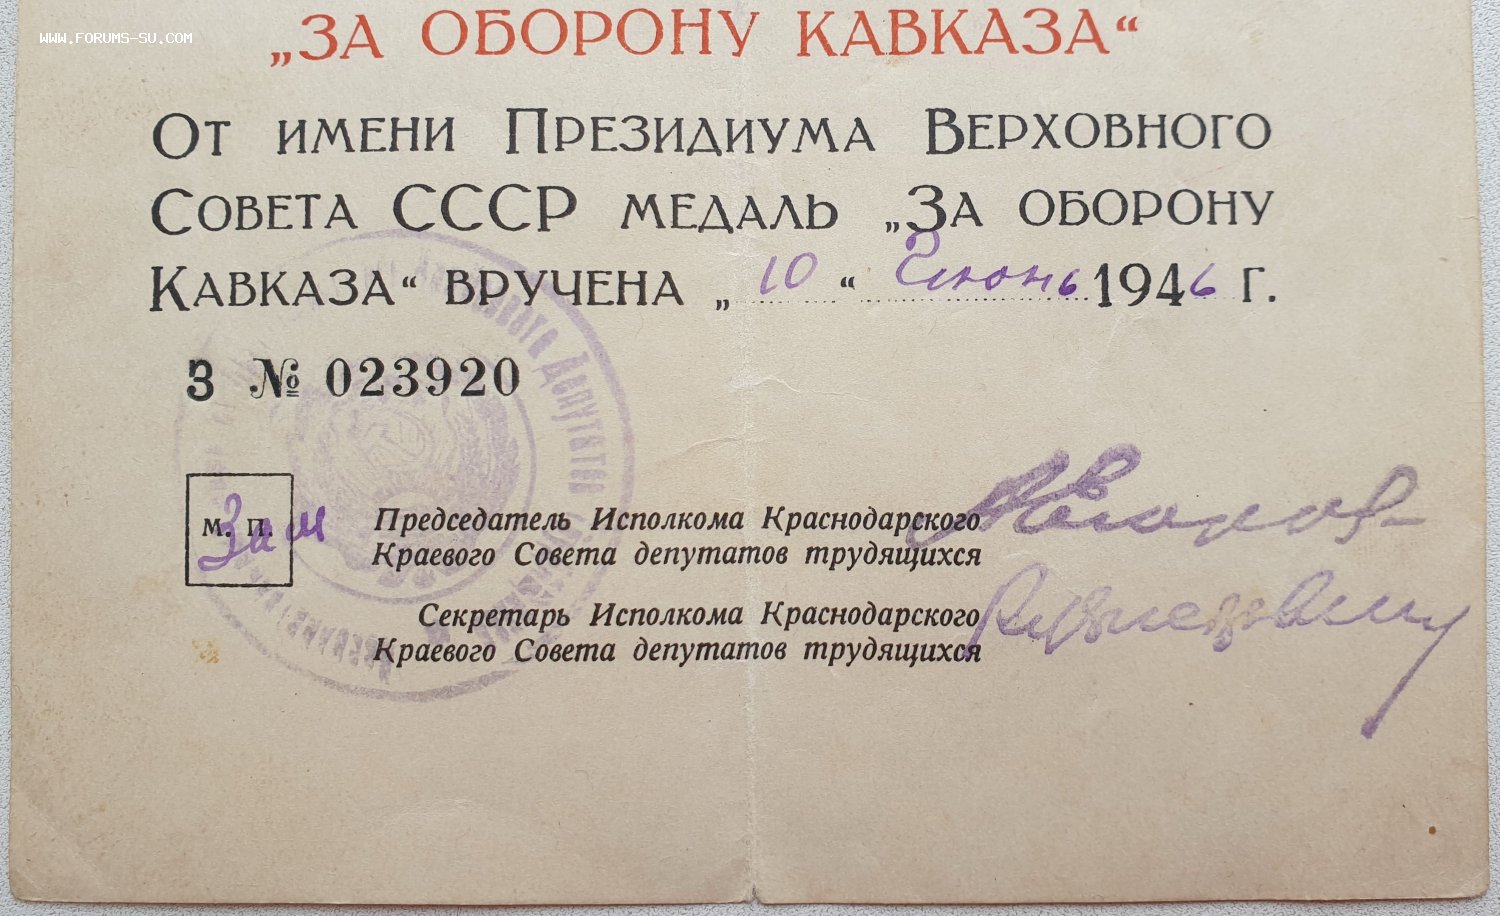 WWW.FORUMS-SU.COM
„ЗА ОБОРОНУ КАВКАЗА“
ОТ ИМЕНИ ПРЕЗИДИУМА ВЕРХОВНОГО
СОВЕТА СССР МЕДАЛЬ „ЗА ОБОРОНУ
КАВКАЗА“ ВРУЧЕНА „10“ Июнь 1946 Г.
З № 023920
М. П.
Зам Председатель Исполкома Краснодарского
Краевого Совета депутатов трудящихся
Секретарь Исполкома Краснодарского
Краевого Совета депутатов трудящихся